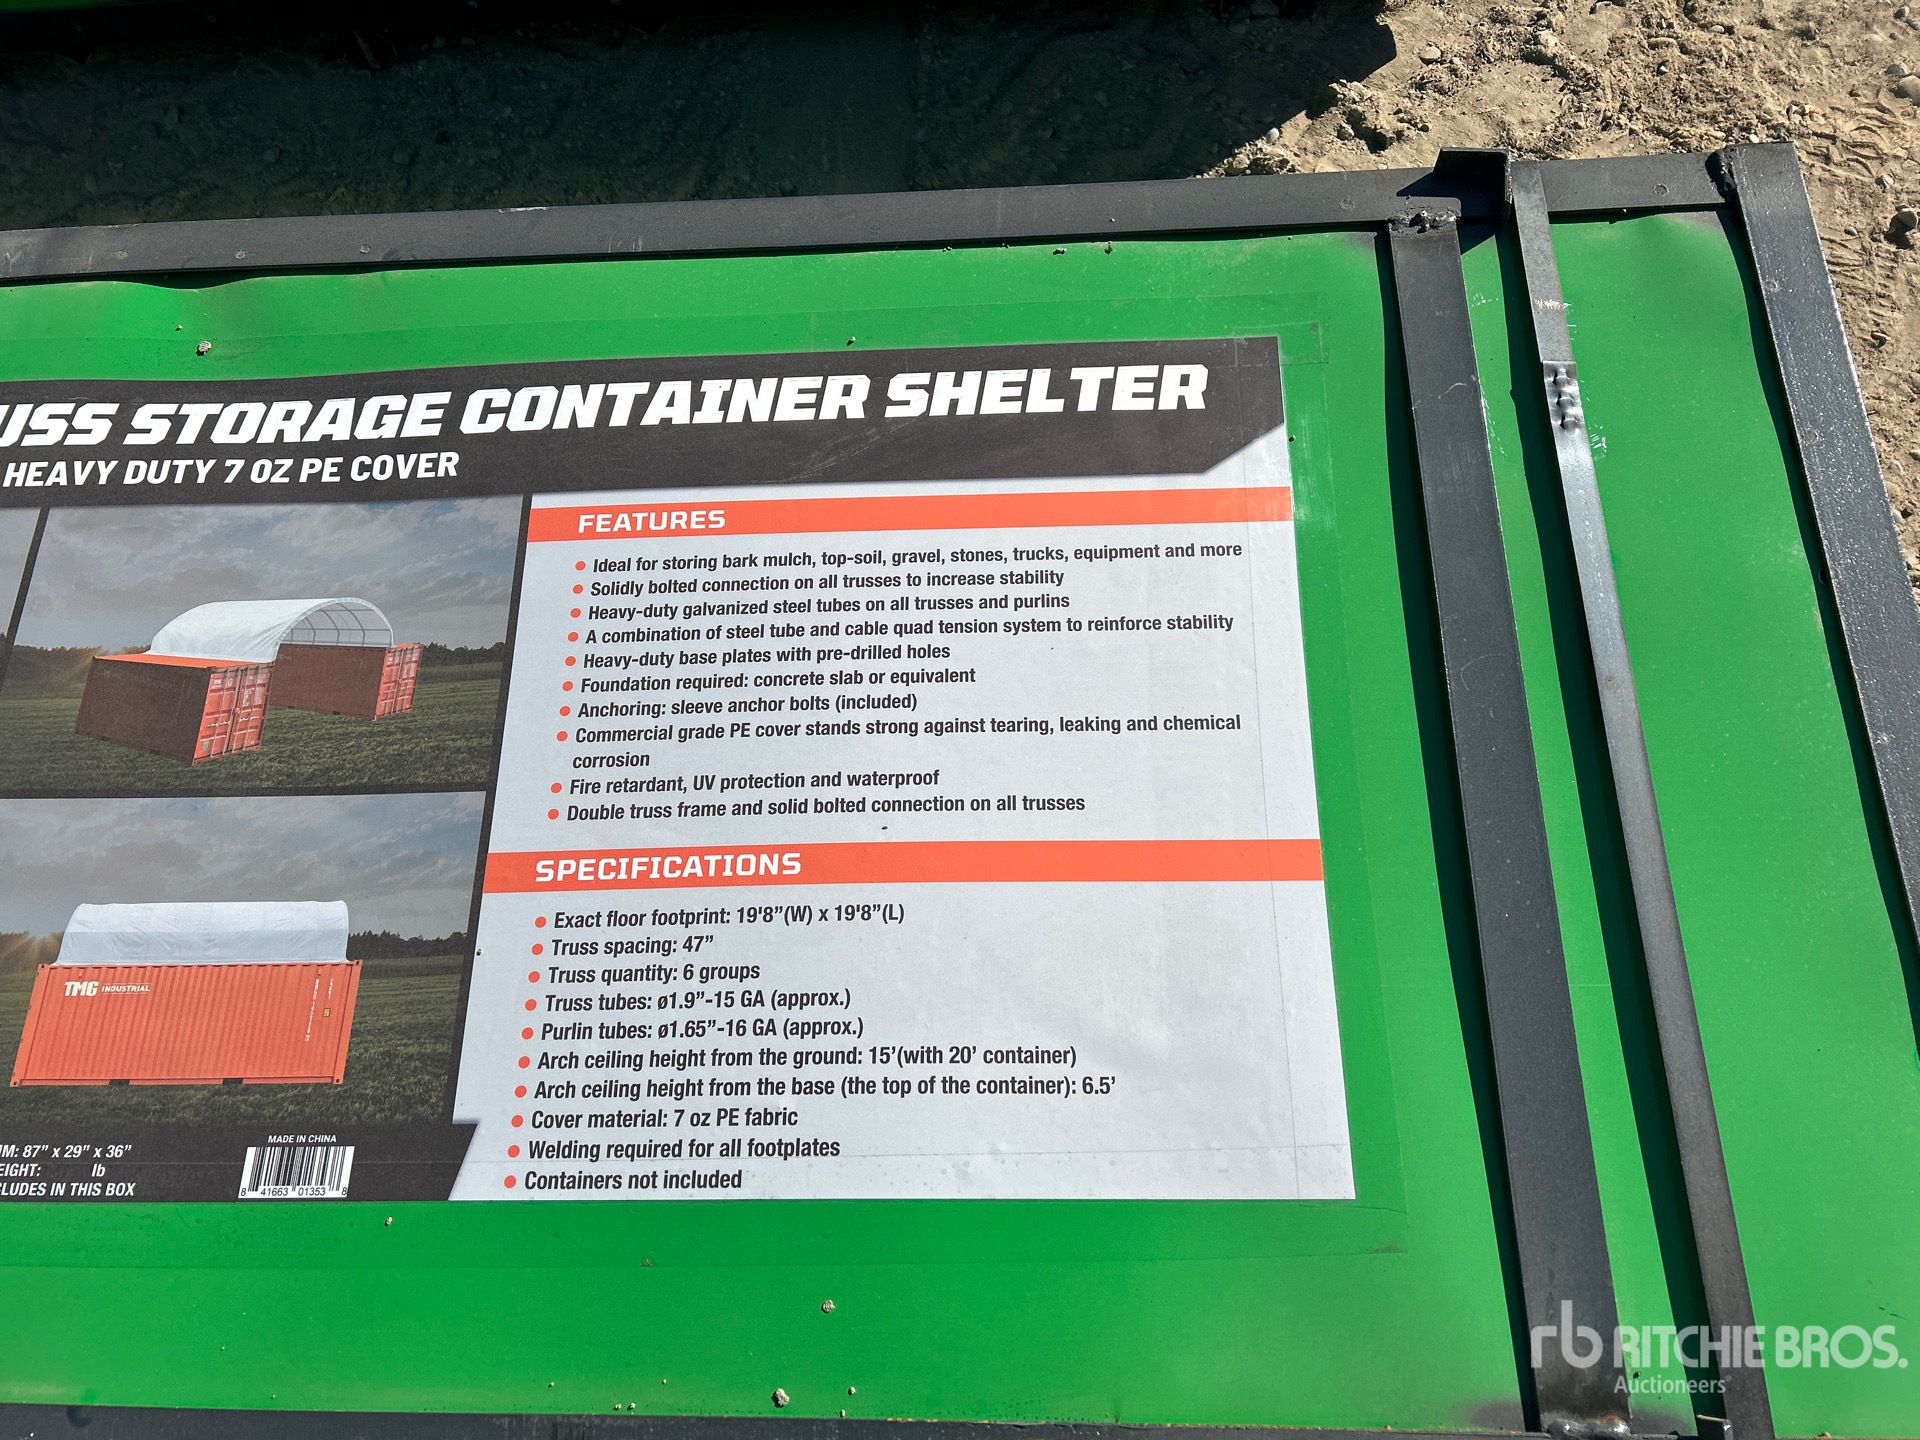 USS STORAGE CONTAINER SHELTER
HEAVY DUTY 7 OZ PE COVER
FEATURES
Ideal for storing bark mulch, top-soil, gravel, stones, trucks, equipment and more
Solidly bolted connection on all trusses to increase stability
Heavy-duty galvanized steel tubes on all trusses and purlins
A combination of steel tube and cable quad tension system to reinforce stability
Heavy-duty base plates with pre-drilled holes
Foundation required: concrete slab or equivalent
Anchoring: sleeve anchor bolts (included)
Commercial grade PE cover stands strong against tearing, leaking and chemical
corrosion
Fire retardant, UV protection and waterproof
Double truss frame and solid bolted connection on all trusses
SPECIFICATIONS
Exact floor footprint: 19'8”(W) x 19'8”(L)
Truss spacing: 47”
Truss quantity: 6 groups
Truss tubes: ø1.9”-15 GA (approx.)
Purlin tubes: ø1.65”-16 GA (approx.)
Arch ceiling height from the ground: 15’(with 20’ container)
Arch ceiling height from the base (the top of the container): 6.5’
Cover material: 7 oz PE fabric
Welding required for all footplates
Containers not included
TMG INDUSTRIAL
MADE IN CHINA
8 41663 01353 8
IM: 87” x 29” x 36”
EIGHT: lb
CLUDES IN THIS BOX
rb RITCHIE BROS.
Auctioneers